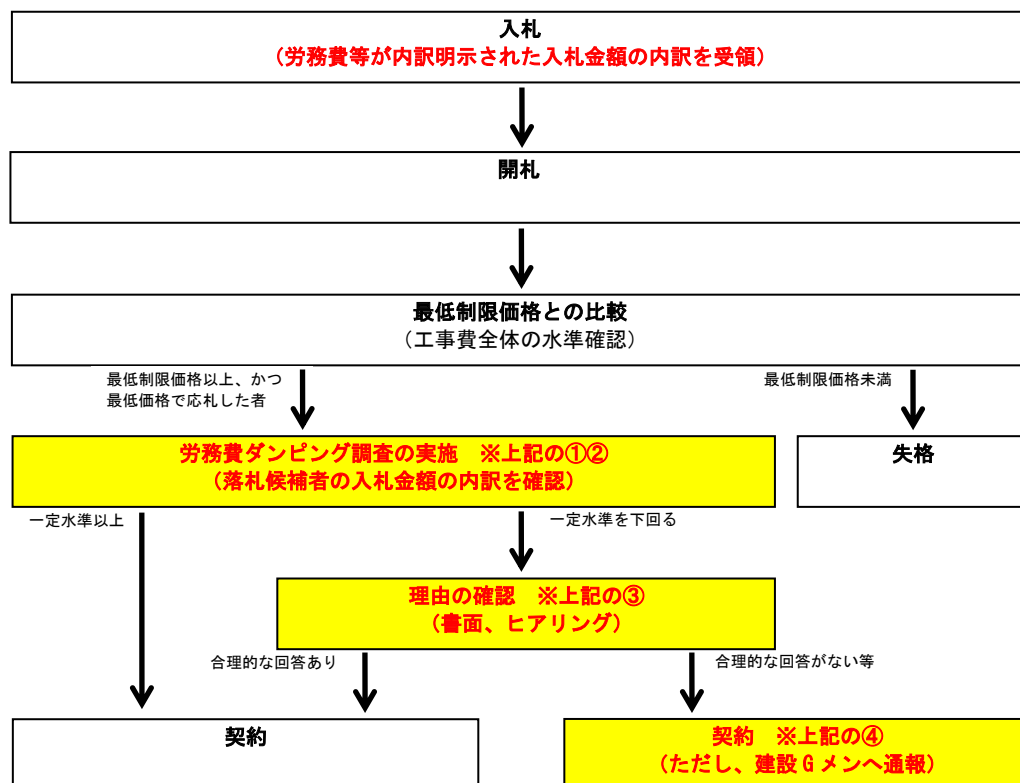 入札
（労務費等が内訳明示された入札金額の内訳を受領）
開札
最低制限価格との比較
（工事費全体の水準確認）
最低制限価格以上、かつ
最低価格で応札した者
最低制限価格未満
労務費ダンピング調査の実施　※上記の①②
（落札候補者の入札金額の内訳を確認）
失格
一定水準以上
一定水準を下回る
理由の確認　※上記の③
（書面、ヒアリング）
合理的な回答あり
合理的な回答がない等
契約
契約　※上記の④
（ただし、建設Ｇメンへ通報）